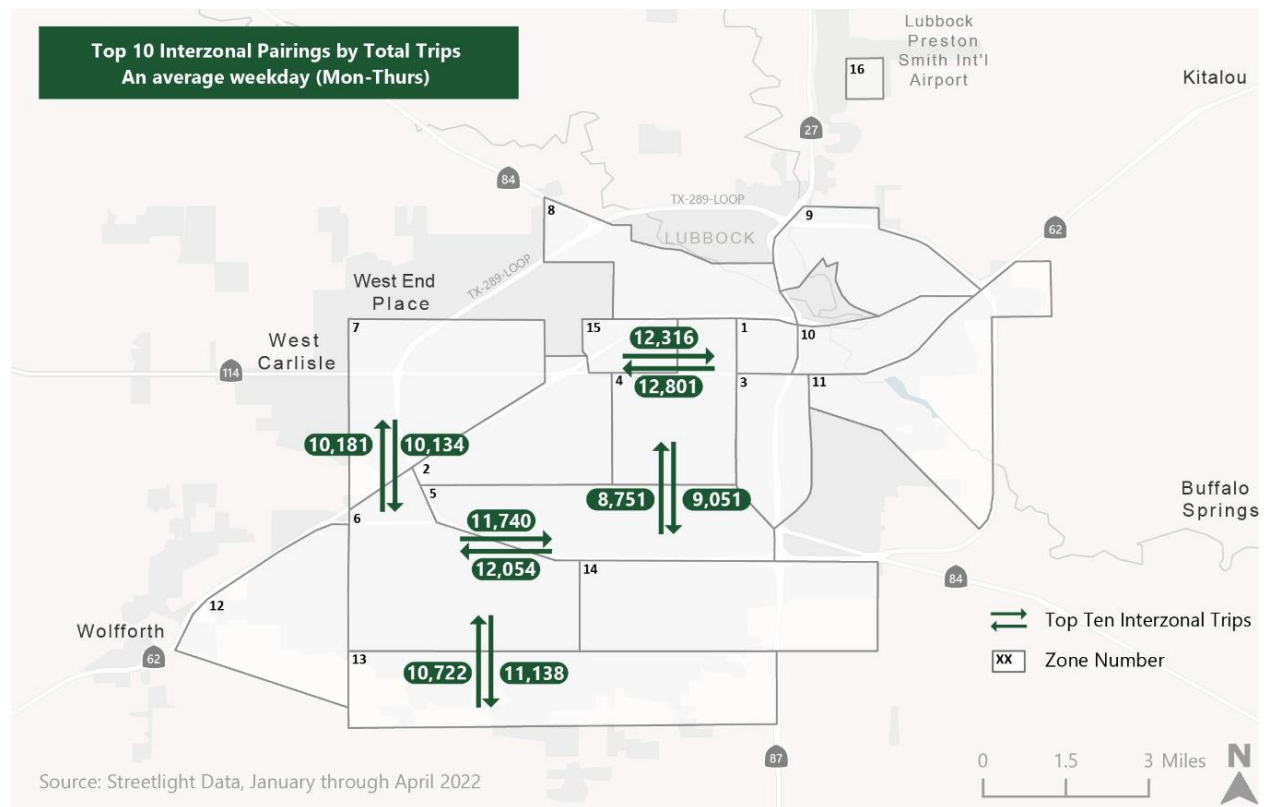 Top 10 Interzonal Pairings by Total Trips
An average weekday (Mon-Thurs)
Lubbock
Preston
Smith Int'l
Airport
16
Kitalou
27
84
TX-289-LOOP
8
9
LUBBOCK
62
TX-289-LOOP
West End
Place
7
15
12,316
1
10
West
Carlisle
114
4
12,801
3
11
10,181
10,134
2
5
8,751
9,051
Buffalo
Springs
6
11,740
12,054
14
84
12
Wolfforth
62
13
10,722
11,138
Top Ten Interzonal Trips
XX
Zone Number
87
0
1.5
3 Miles
N
Source: Streetlight Data, January through April 2022